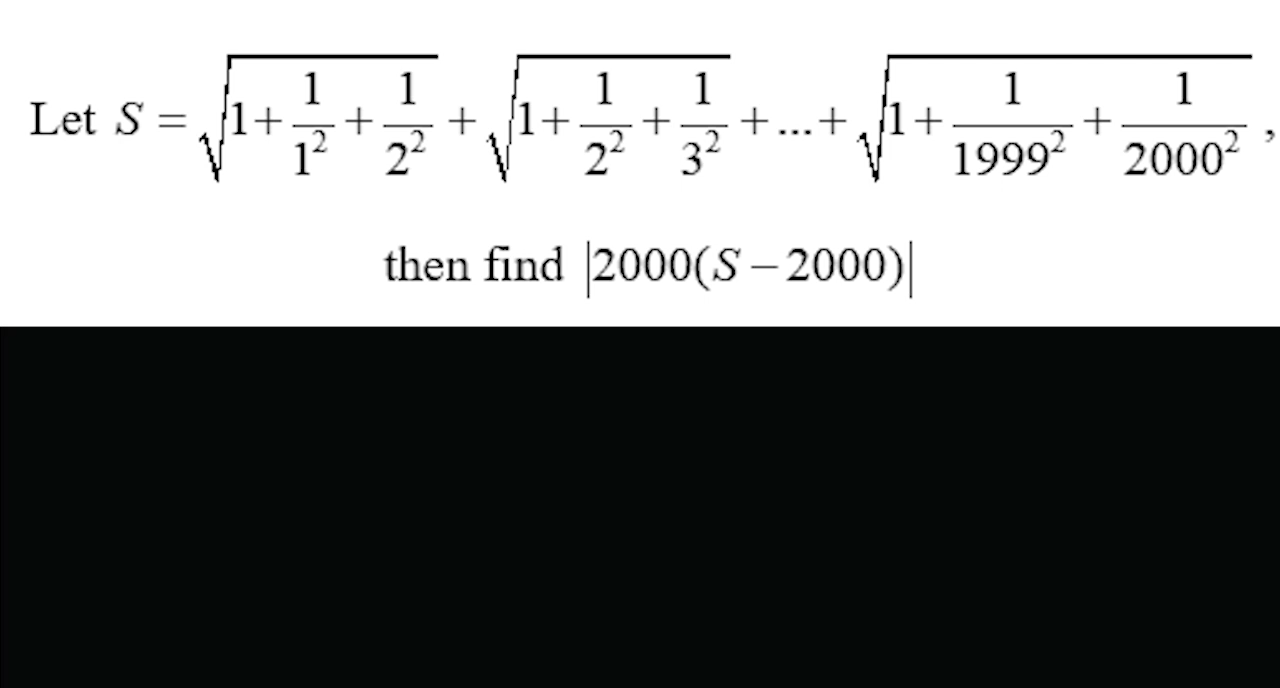 Let S = √(1 + 1/1² + 1/2²) + √(1 + 1/2² + 1/3²) + ... + √(1 + 1/1999² + 1/2000²) ,
then find |2000(S − 2000)|